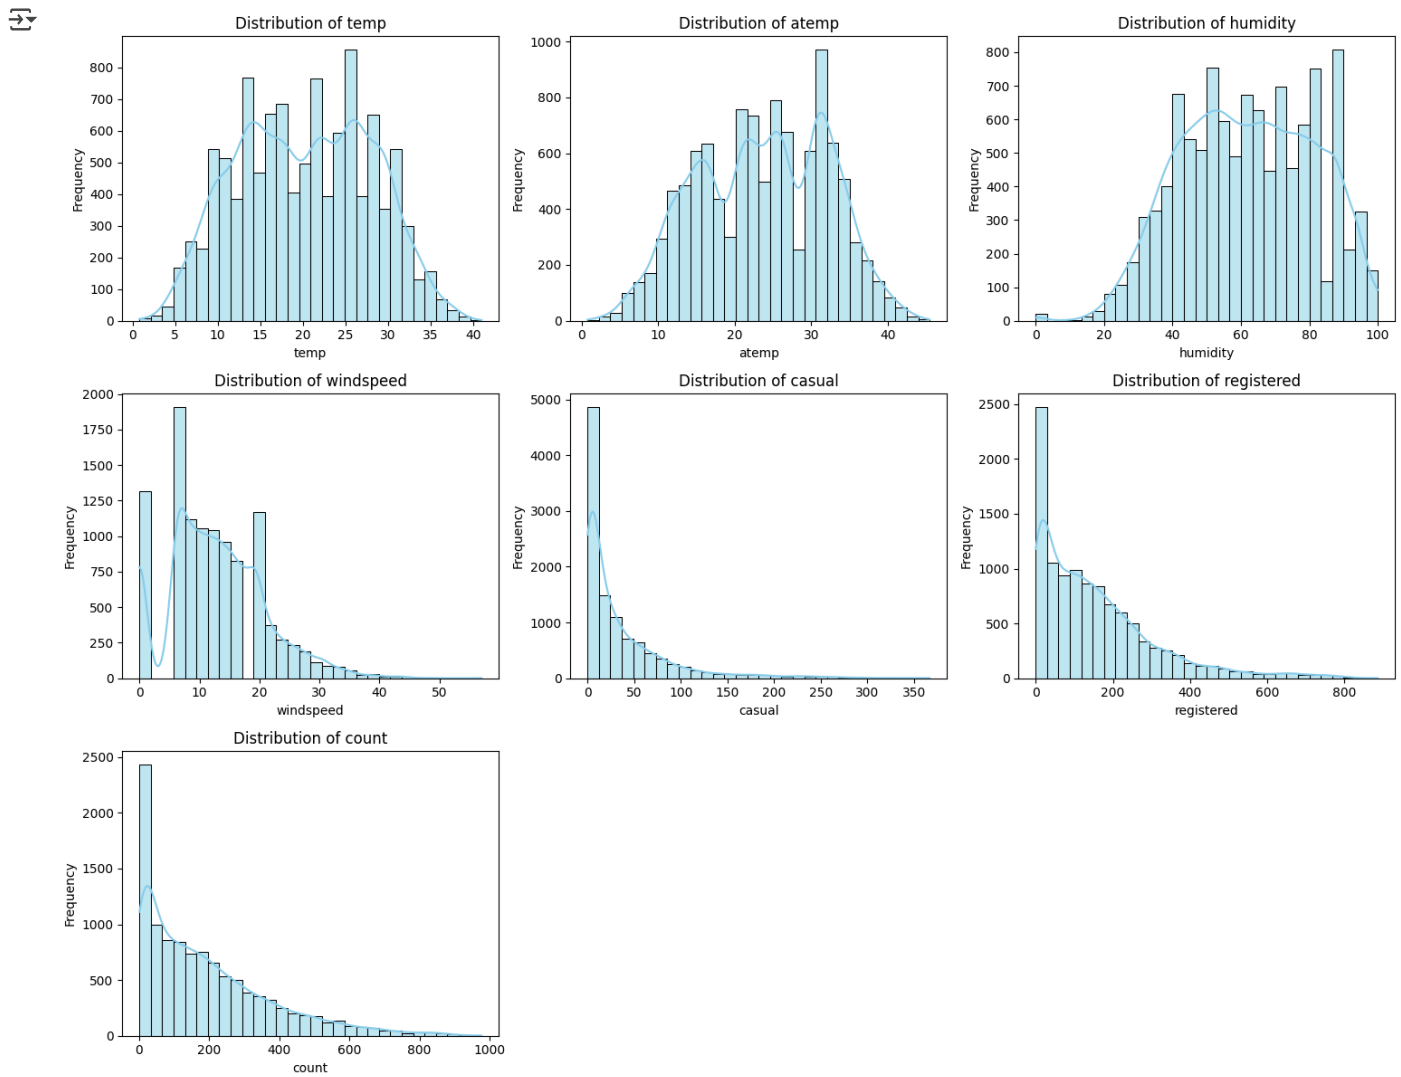 Distribution of temp
Frequency
0 100 200 300 400 500 600 700 800
0 5 10 15 20 25 30 35 40
temp
Distribution of atemp
Frequency
0 200 400 600 800 1000
0 10 20 30 40
atemp
Distribution of humidity
Frequency
0 100 200 300 400 500 600 700 800
0 20 40 60 80 100
humidity
Distribution of windspeed
Frequency
0 250 500 750 1000 1250 1500 1750 2000
0 10 20 30 40 50
windspeed
Distribution of casual
Frequency
0 1000 2000 3000 4000 5000
0 50 100 150 200 250 300 350
casual
Distribution of registered
Frequency
0 500 1000 1500 2000 2500
0 200 400 600 800
registered
Distribution of count
Frequency
0 500 1000 1500 2000 2500
0 200 400 600 800 1000
count